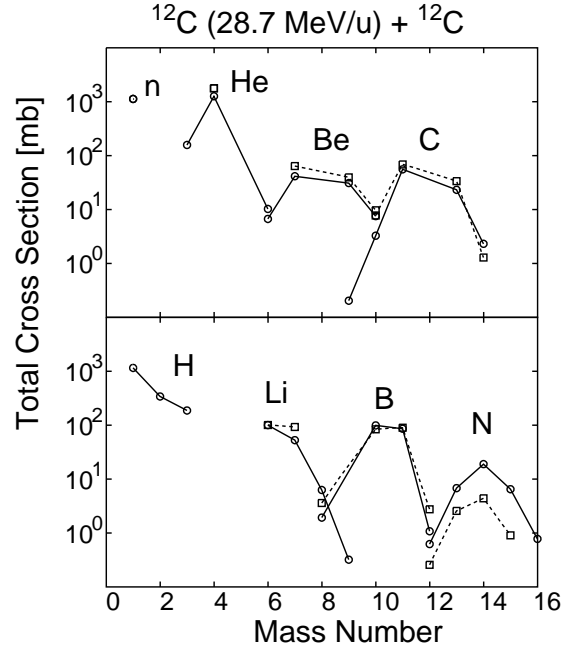 ¹²C (28.7 MeV/u) + ¹²C
Total Cross Section [mb]
n
He
Be
C
10³
10²
10¹
10⁰
H
Li
B
N
10³
10²
10¹
10⁰
0 2 4 6 8 10 12 14 16
Mass Number